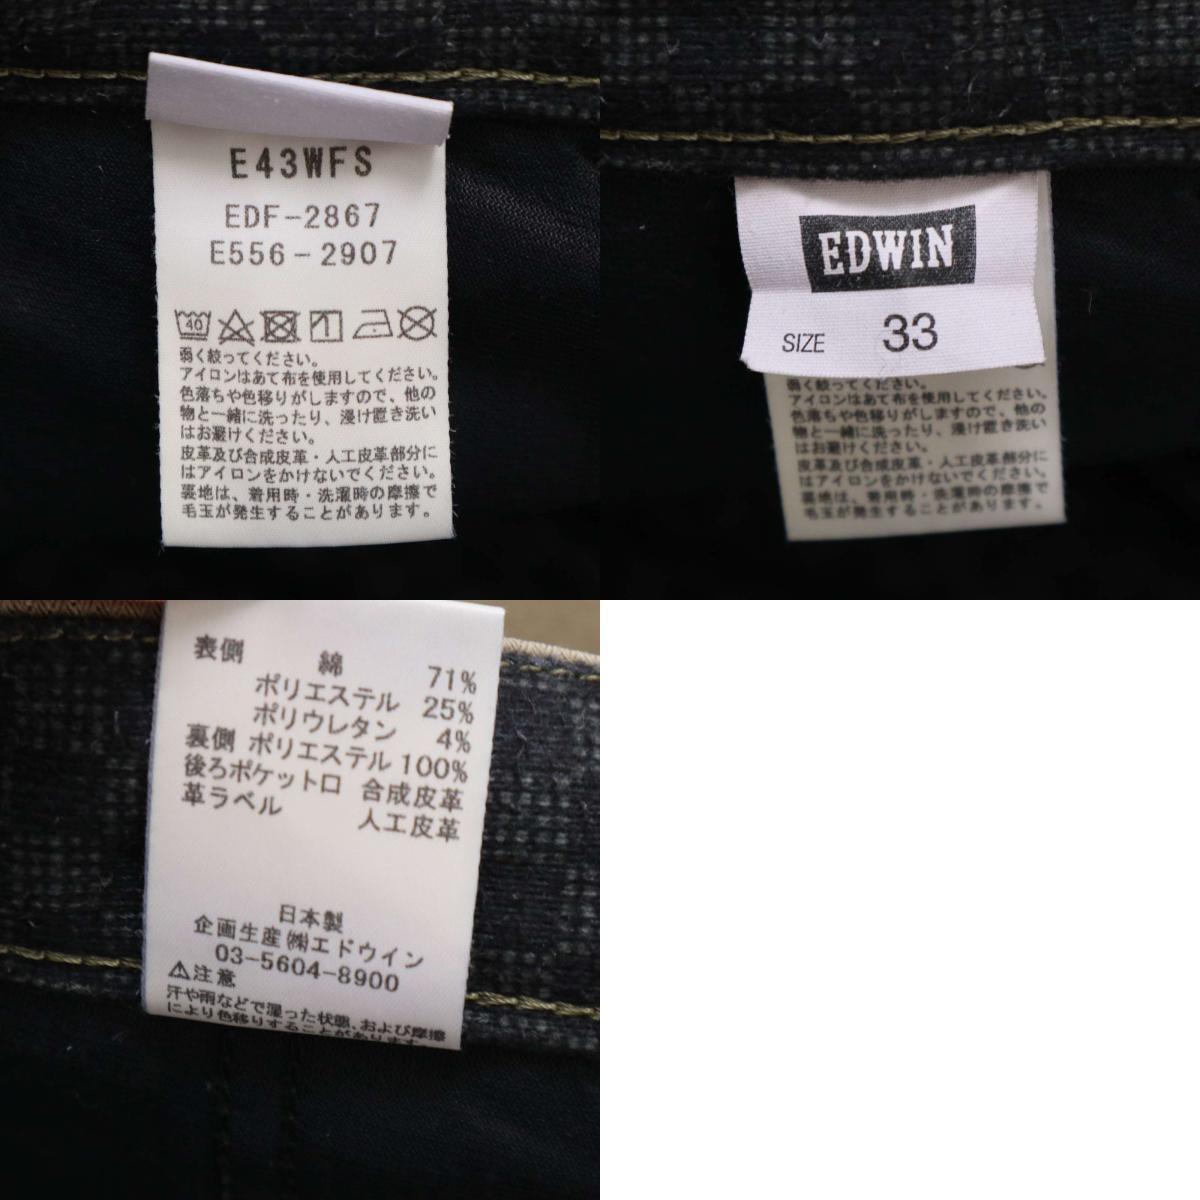 E43WFS
EDF-2867
E556-2907
40
弱く絞ってください。
アイロンはあて布を使用してください。
色落ちや色移りがしますので、他の
物と一緒に洗ったり、浸け置き洗い
はお避けください。
皮革及び合成皮革・人工皮革部分に
はアイロンをかけないでください。
裏地は、着用時・洗濯時の摩擦で
毛玉が発生することがあります。
EDWIN
SIZE 33
弱く絞ってください。
アイロンはあて布を使用してください。
色落ちや色移りがしますので、他の
物と一緒に洗ったり、浸け置き洗い
はお避けください。
皮革及び合成皮革・人工皮革部分に
はアイロンをかけないでください。
裏地は、着用時・洗濯時の摩擦で
毛玉が発生することがあります。
表側 綿 71%
ポリエステル 25%
ポリウレタン 4%
裏側 ポリエステル 100%
後ろポケット口 合成皮革
革ラベル 人工皮革
日本製
企画生産㈱エドウイン
03-5604-8900
⚠注意
汗や雨などで湿った状態、および摩擦
により色移りすることがあります。